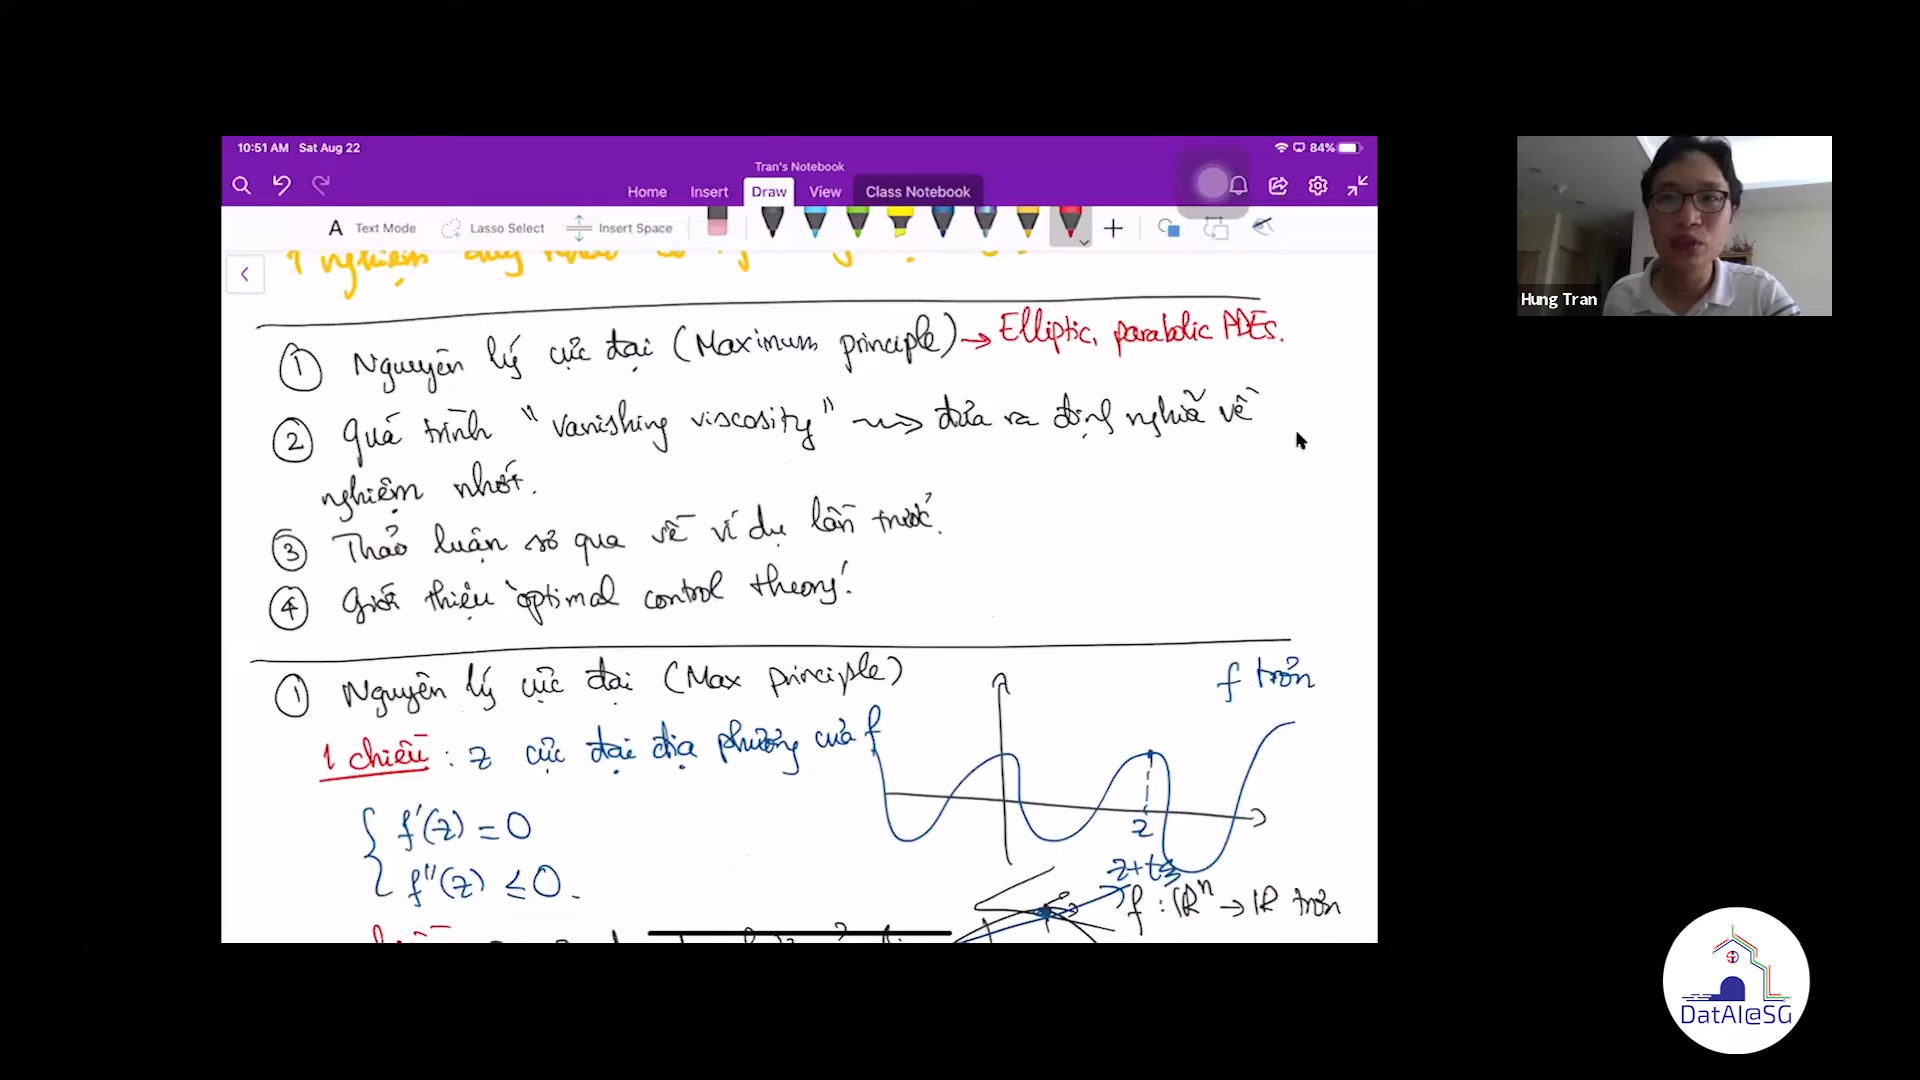 10:51 AM Sat Aug 22
84%
Tran's Notebook
Home Insert Draw View Class Notebook
A Text Mode Lasso Select Insert Space
1 nghiệm
① Nguyên lý cực đại (Maximum principle) → Elliptic, parabolic PDEs.
② Quá trình "vanishing viscosity" ⇝ đưa ra định nghĩa về
nghiệm nhớt.
③ Thảo luận sơ qua về ví dụ lần trước.
④ Giới thiệu "optimal control theory"
① Nguyên lý cực đại (Max principle)
f trơn
1 chiều : z cực đại địa phương của f
z
f'(z) = 0
f''(z) ≤ 0.
z+tξ
f : ℝⁿ → ℝ trơn
Hung Tran
DatAI@SG